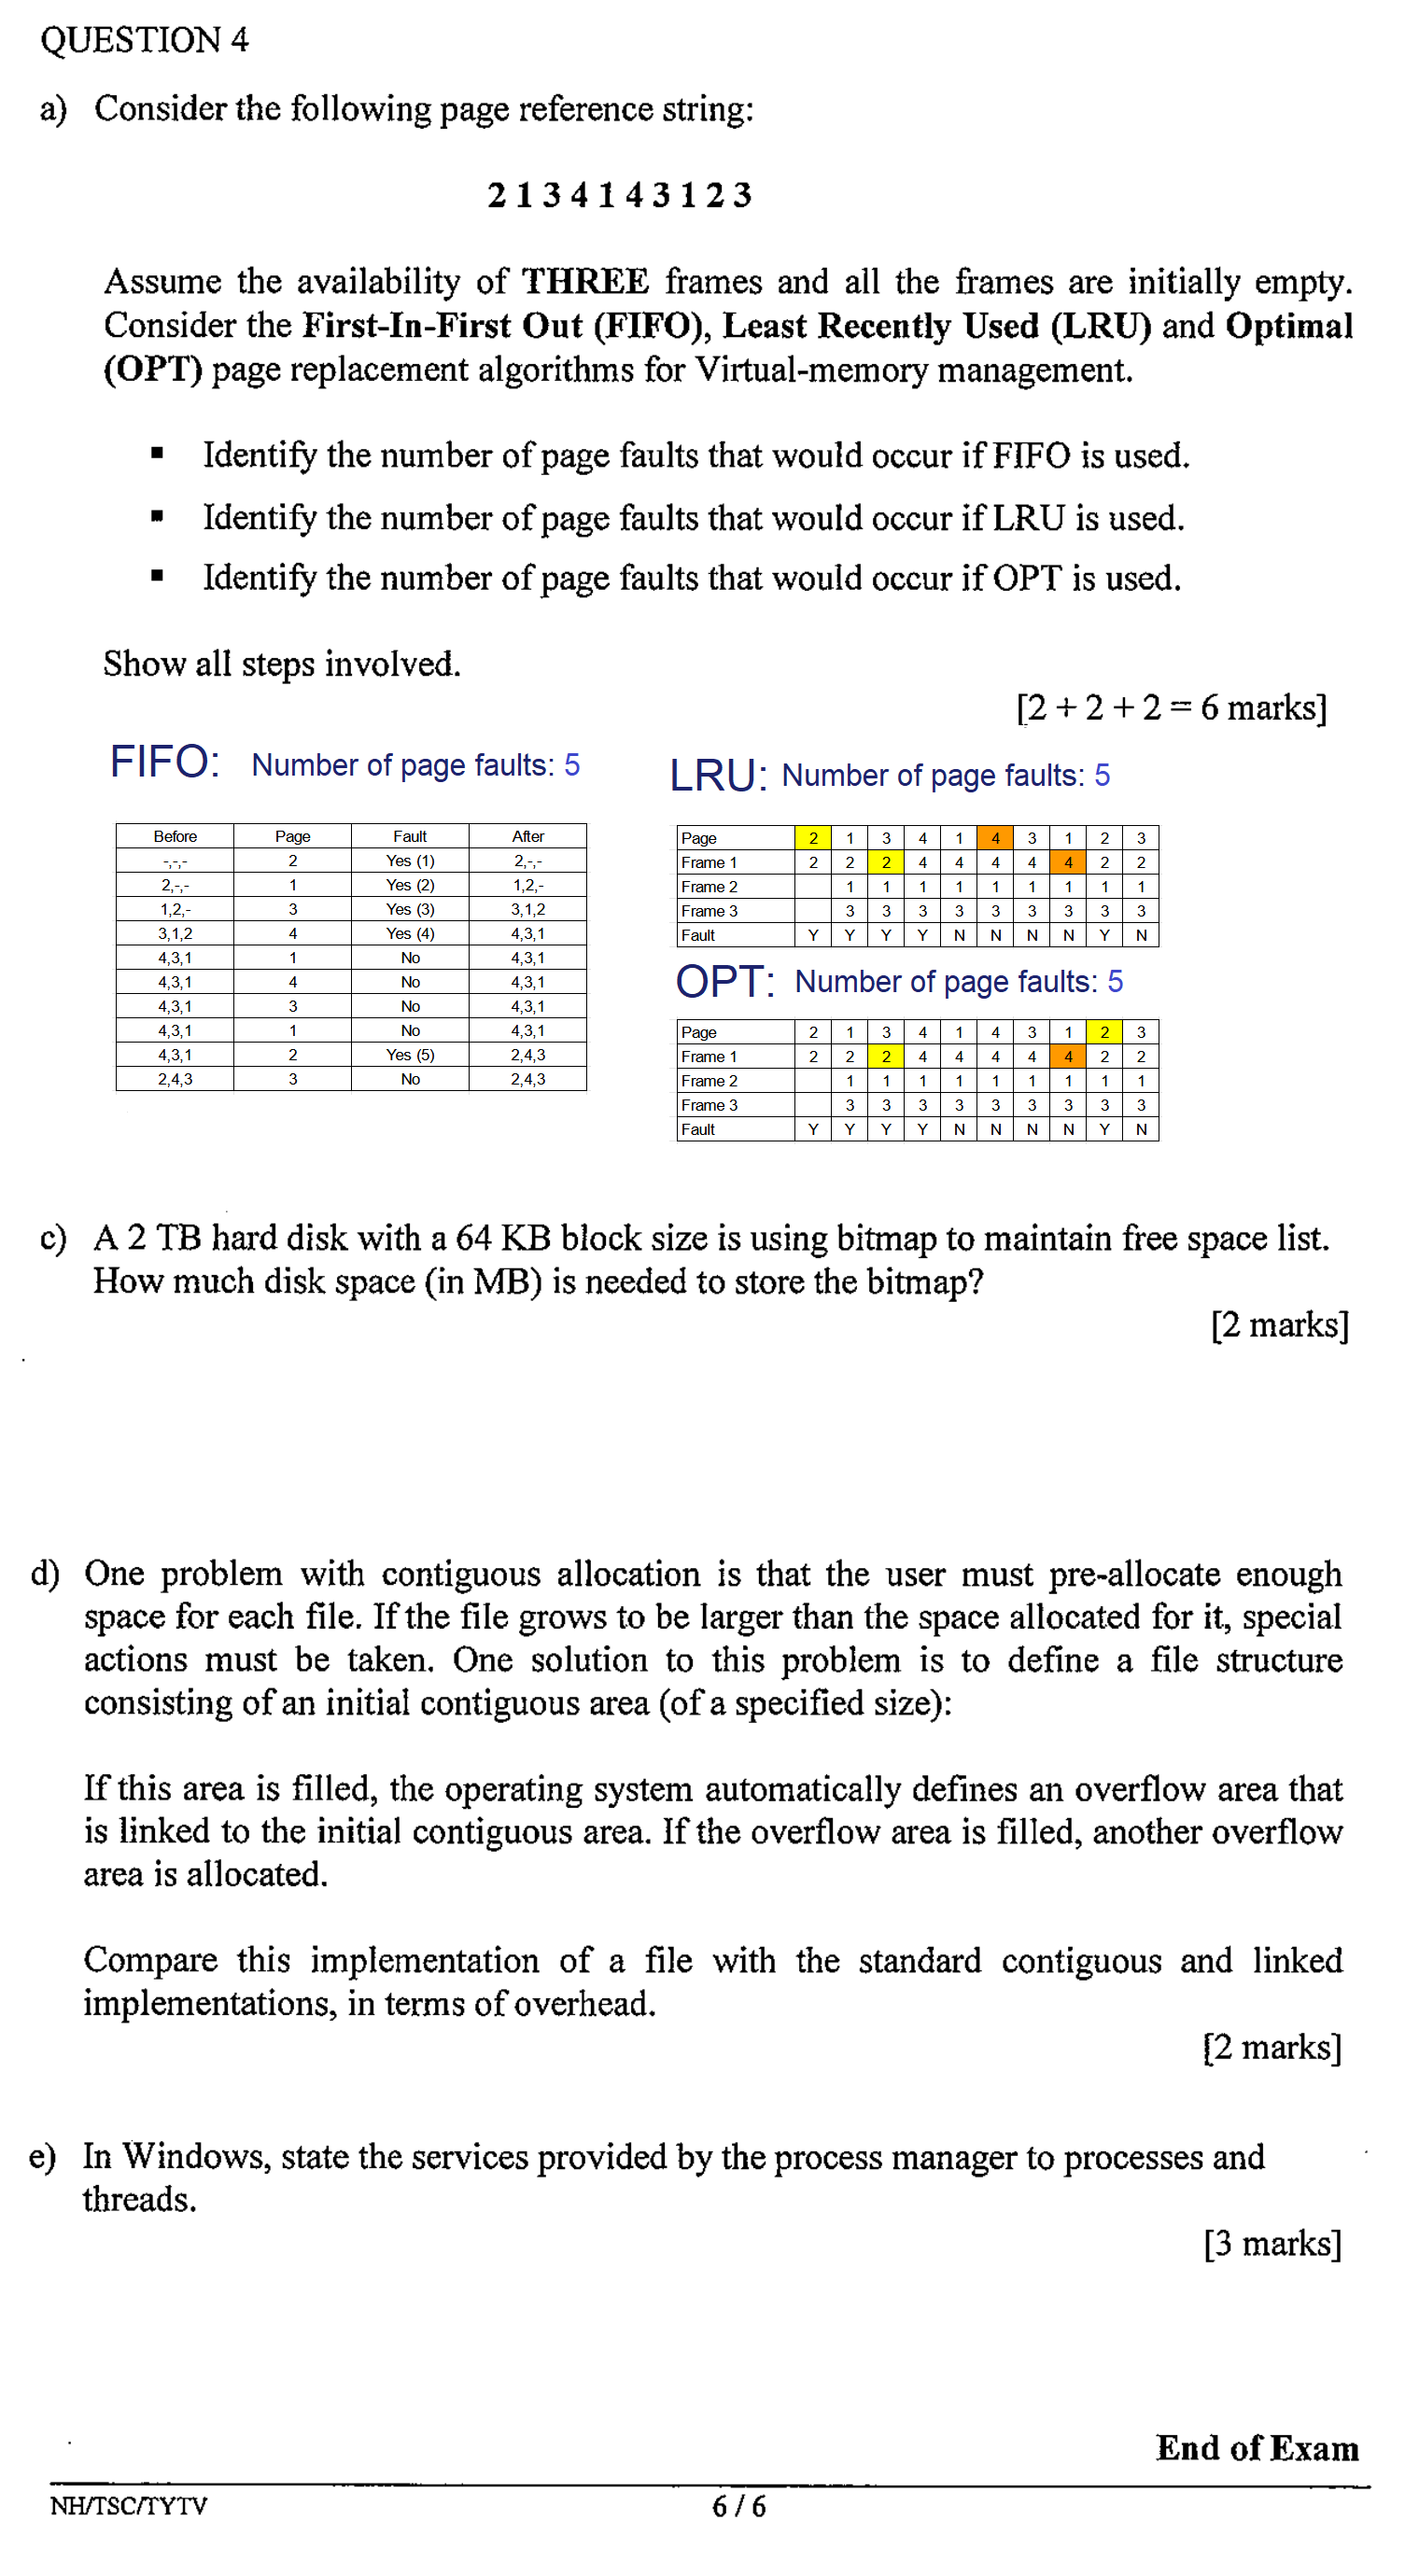 QUESTION 4
a) Consider the following page reference string:
2 1 3 4 1 4 3 1 2 3
Assume the availability of THREE frames and all the frames are initially empty.
Consider the First-In-First Out (FIFO), Least Recently Used (LRU) and Optimal
(OPT) page replacement algorithms for Virtual-memory management.
▪ Identify the number of page faults that would occur if FIFO is used.
▪ Identify the number of page faults that would occur if LRU is used.
▪ Identify the number of page faults that would occur if OPT is used.
Show all steps involved.
[2 + 2 + 2 = 6 marks]
FIFO: Number of page faults: 5
Before Page Fault After
-,-,- 2 Yes (1) 2,-,-
2,-,- 1 Yes (2) 1,2,-
1,2,- 3 Yes (3) 3,1,2
3,1,2 4 Yes (4) 4,3,1
4,3,1 1 No 4,3,1
4,3,1 4 No 4,3,1
4,3,1 3 No 4,3,1
4,3,1 1 No 4,3,1
4,3,1 2 Yes (5) 2,4,3
2,4,3 3 No 2,4,3
LRU: Number of page faults: 5
Page 2 1 3 4 1 4 3 1 2 3
Frame 1 2 2 2 4 4 4 4 4 2 2
Frame 2 1 1 1 1 1 1 1 1 1
Frame 3 3 3 3 3 3 3 3 3 3
Fault Y Y Y Y N N N N Y N
OPT: Number of page faults: 5
Page 2 1 3 4 1 4 3 1 2 3
Frame 1 2 2 2 4 4 4 4 4 2 2
Frame 2 1 1 1 1 1 1 1 1 1
Frame 3 3 3 3 3 3 3 3 3 3
Fault Y Y Y Y N N N N Y N
c) A 2 TB hard disk with a 64 KB block size is using bitmap to maintain free space list.
How much disk space (in MB) is needed to store the bitmap?
[2 marks]
d) One problem with contiguous allocation is that the user must pre-allocate enough
space for each file. If the file grows to be larger than the space allocated for it, special
actions must be taken. One solution to this problem is to define a file structure
consisting of an initial contiguous area (of a specified size):
If this area is filled, the operating system automatically defines an overflow area that
is linked to the initial contiguous area. If the overflow area is filled, another overflow
area is allocated.
Compare this implementation of a file with the standard contiguous and linked
implementations, in terms of overhead.
[2 marks]
e) In Windows, state the services provided by the process manager to processes and
threads.
[3 marks]
End of Exam
NH/TSC/TYTV 6 / 6